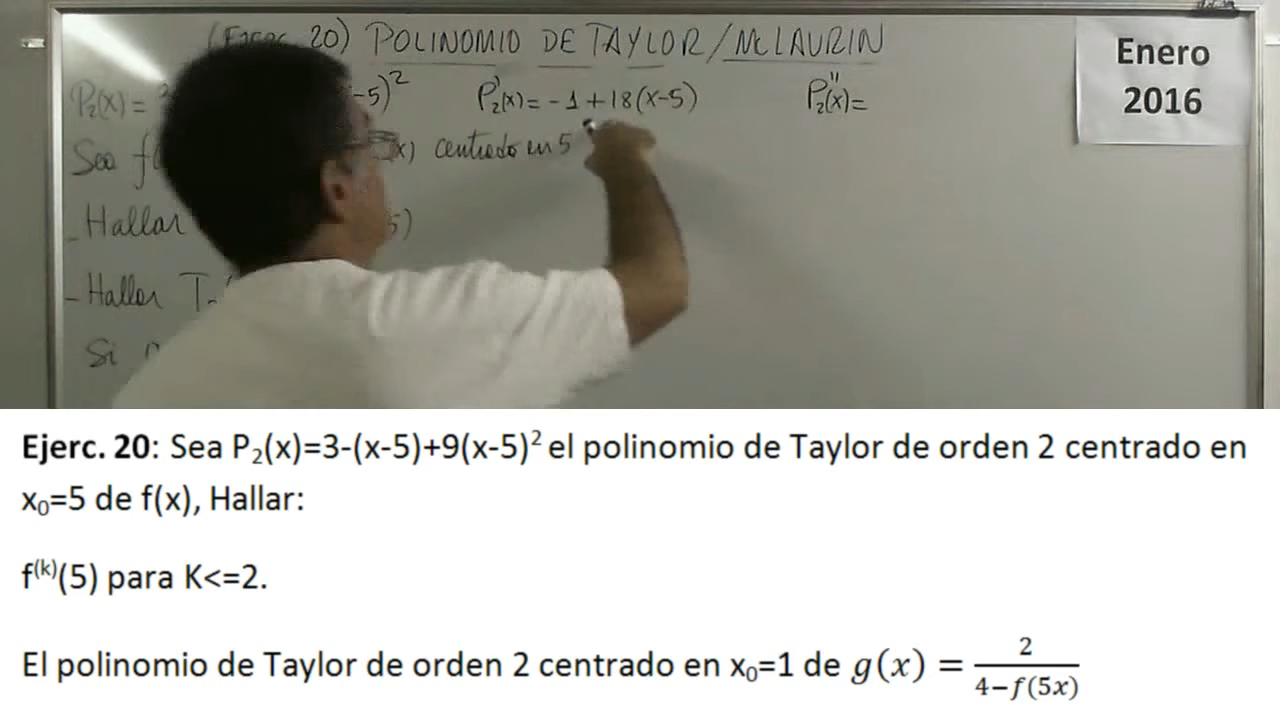 20) POLINOMIO DE TAYLOR/MCLAURIN
Enero
2016
P₂(x)= -5)² P₂'(x)= -1+18(x-5) P₂''(x)=
Sea f( x) centrado en 5
- Hallar 5)
- Hallar T
Si
Ejerc. 20: Sea P₂(x)=3-(x-5)+9(x-5)² el polinomio de Taylor de orden 2 centrado en
x₀=5 de f(x), Hallar:
f⁽ᵏ⁾(5) para K<=2.
El polinomio de Taylor de orden 2 centrado en x₀=1 de g(x) = 2/(4−f(5x))